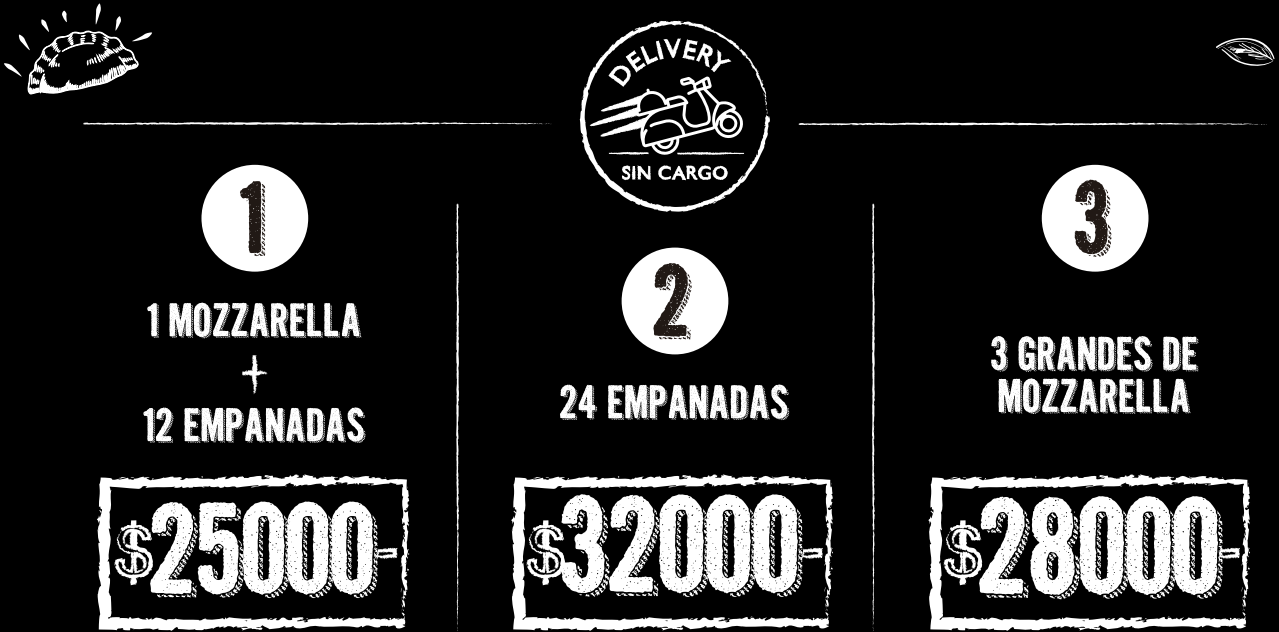 DELIVERY
SIN CARGO
1
1 MOZZARELLA
+
12 EMPANADAS
$25000-
2
24 EMPANADAS
$32000-
3
3 GRANDES DE
MOZZARELLA
$28000-